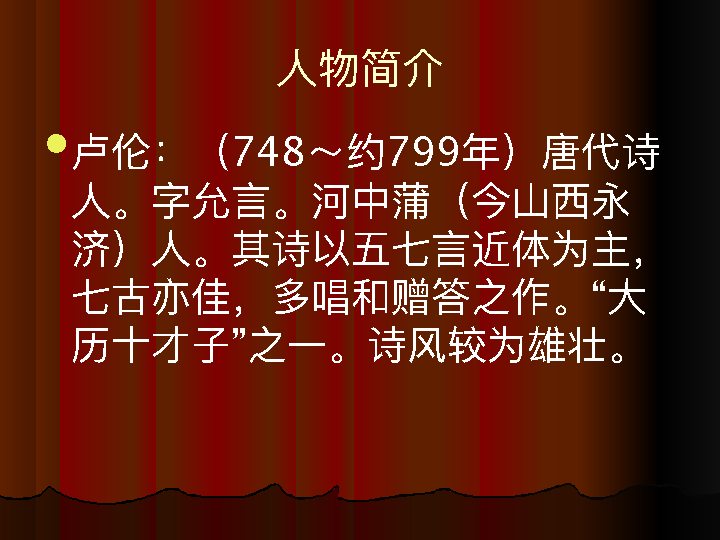 人物简介
卢伦：（748～约799年）唐代诗
人。字允言。河中蒲（今山西永
济）人。其诗以五七言近体为主，
七古亦佳，多唱和赠答之作。“大
历十才子”之一。诗风较为雄壮。